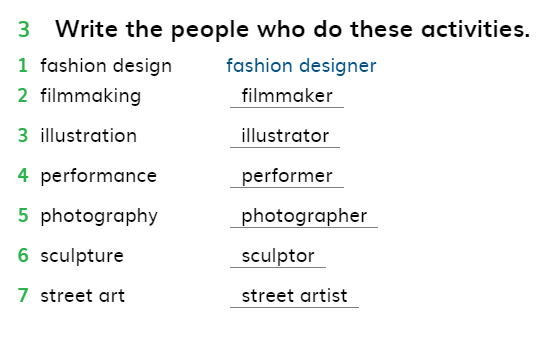 3 Write the people who do these activities.
1 fashion design fashion designer
2 filmmaking filmmaker
3 illustration illustrator
4 performance performer
5 photography photographer
6 sculpture sculptor
7 street art street artist